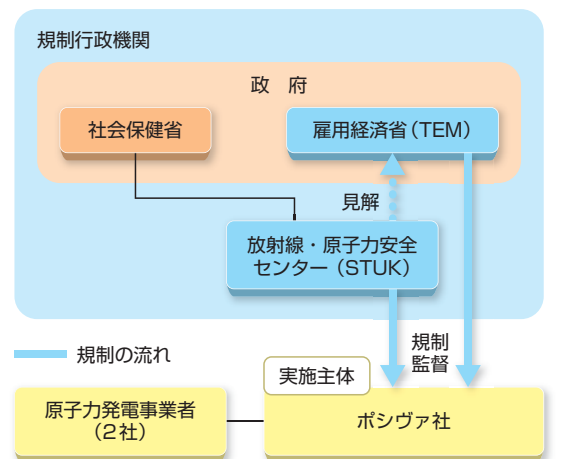 規制行政機関
政 府
社会保健省
雇用経済省(TEM)
見解
放射線・原子力安全
センター(STUK)
規制の流れ
規制
監督
実施主体
原子力発電事業者
(2社)
ポシヴァ社